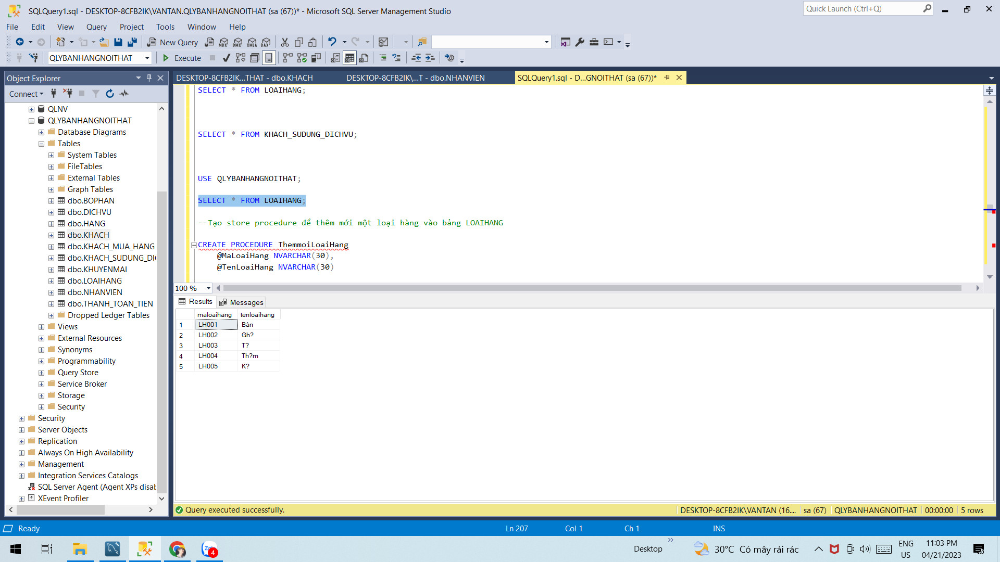 SQLQuery1.sql - DESKTOP-8CFB2IK\VANTAN.QLYBANHANGNOITHAT (sa (67))* - Microsoft SQL Server Management Studio
Quick Launch (Ctrl+Q)
File Edit View Query Project Tools Window Help
New Query MDX DMX XMLA DAX
QLYBANHANGNOITHAT Execute
Object Explorer
DESKTOP-8CFB2IK...THAT - dbo.KHACH
DESKTOP-8CFB2IK\...T - dbo.NHANVIEN
SQLQuery1.sql - D...GNOITHAT (sa (67))*
Connect
QLNV
QLYBANHANGNOITHAT
Database Diagrams
Tables
System Tables
FileTables
External Tables
Graph Tables
dbo.BOPHAN
dbo.DICHVU
dbo.HANG
dbo.KHACH
dbo.KHACH_MUA_HANG
dbo.KHACH_SUDUNG_DI
dbo.KHUYENMAI
dbo.LOAIHANG
dbo.NHANVIEN
dbo.THANH_TOAN_TIEN
Dropped Ledger Tables
Views
External Resources
Synonyms
Programmability
Query Store
Service Broker
Storage
Security
Security
Server Objects
Replication
Always On High Availability
Management
Integration Services Catalogs
SQL Server Agent (Agent XPs disab
XEvent Profiler
SELECT * FROM LOAIHANG;
SELECT * FROM KHACH_SUDUNG_DICHVU;
USE QLYBANHANGNOITHAT;
SELECT * FROM LOAIHANG;
--Tạo store procedure để thêm mới một loại hàng vào bảng LOAIHANG
CREATE PROCEDURE ThemmoiLoaiHang
@MaLoaiHang NVARCHAR(30),
@TenLoaiHang NVARCHAR(30)
100 %
Results Messages
maloaihang tenloaihang
1 LH001 Bàn
2 LH002 Gh?
3 LH003 T?
4 LH004 Th?m
5 LH005 K?
Query executed successfully.
DESKTOP-8CFB2IK\VANTAN (16.... sa (67) QLYBANHANGNOITHAT 00:00:00 5 rows
Ready Ln 207 Col 1 Ch 1 INS
4
Desktop
30°C Có mây rải rác
ENG
US
11:03 PM
04/21/2023